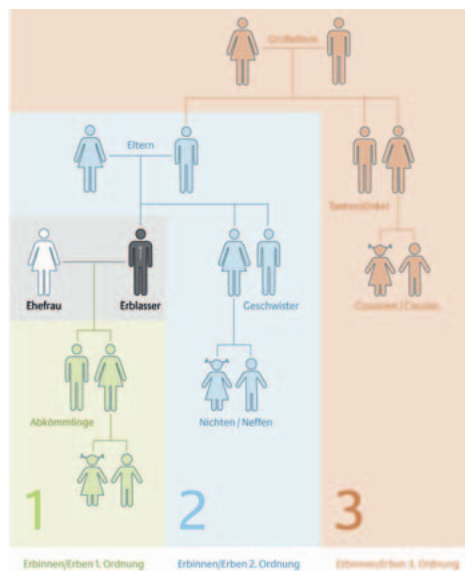 Großeltern
Eltern
Tanten/Onkel
Ehefrau
Erblasser
Geschwister
Cousinen / Cousins
Abkömmlinge
Nichten / Neffen
1
2
3
Erbinnen/Erben 1. Ordnung
Erbinnen/Erben 2. Ordnung
Erbinnen/Erben 3. Ordnung